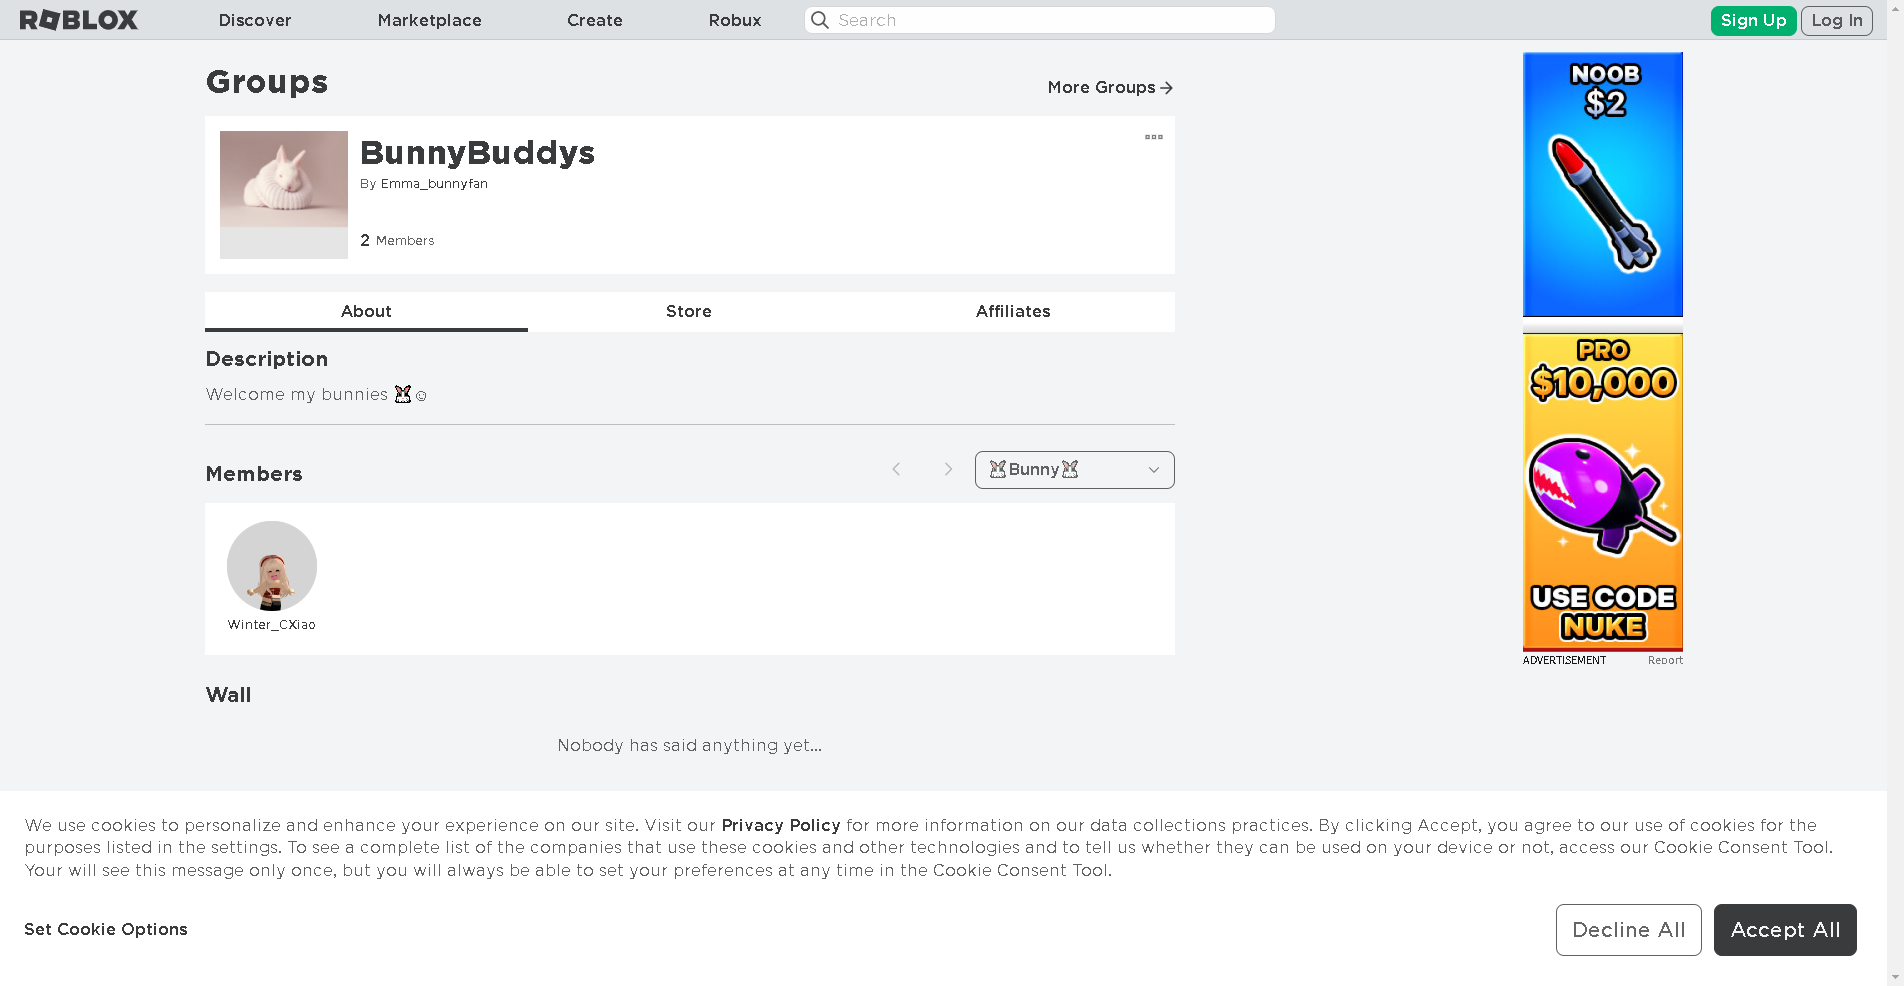 ROBLOX
Discover
Marketplace
Create
Robux
Search
Sign Up
Log In
Groups
More Groups
BunnyBuddys
By Emma_bunnyfan
2 Members
About
Store
Affiliates
Description
Welcome my bunnies 🐰☺
Members
🐰Bunny🐰
Winter_CXiao
Wall
Nobody has said anything yet...
NOOB
$2
PRO
$10,000
USE CODE
NUKE
ADVERTISEMENT
Report
We use cookies to personalize and enhance your experience on our site. Visit our Privacy Policy for more information on our data collections practices. By clicking Accept, you agree to our use of cookies for the
purposes listed in the settings. To see a complete list of the companies that use these cookies and other technologies and to tell us whether they can be used on your device or not, access our Cookie Consent Tool.
Your will see this message only once, but you will always be able to set your preferences at any time in the Cookie Consent Tool.
Set Cookie Options
Decline All
Accept All